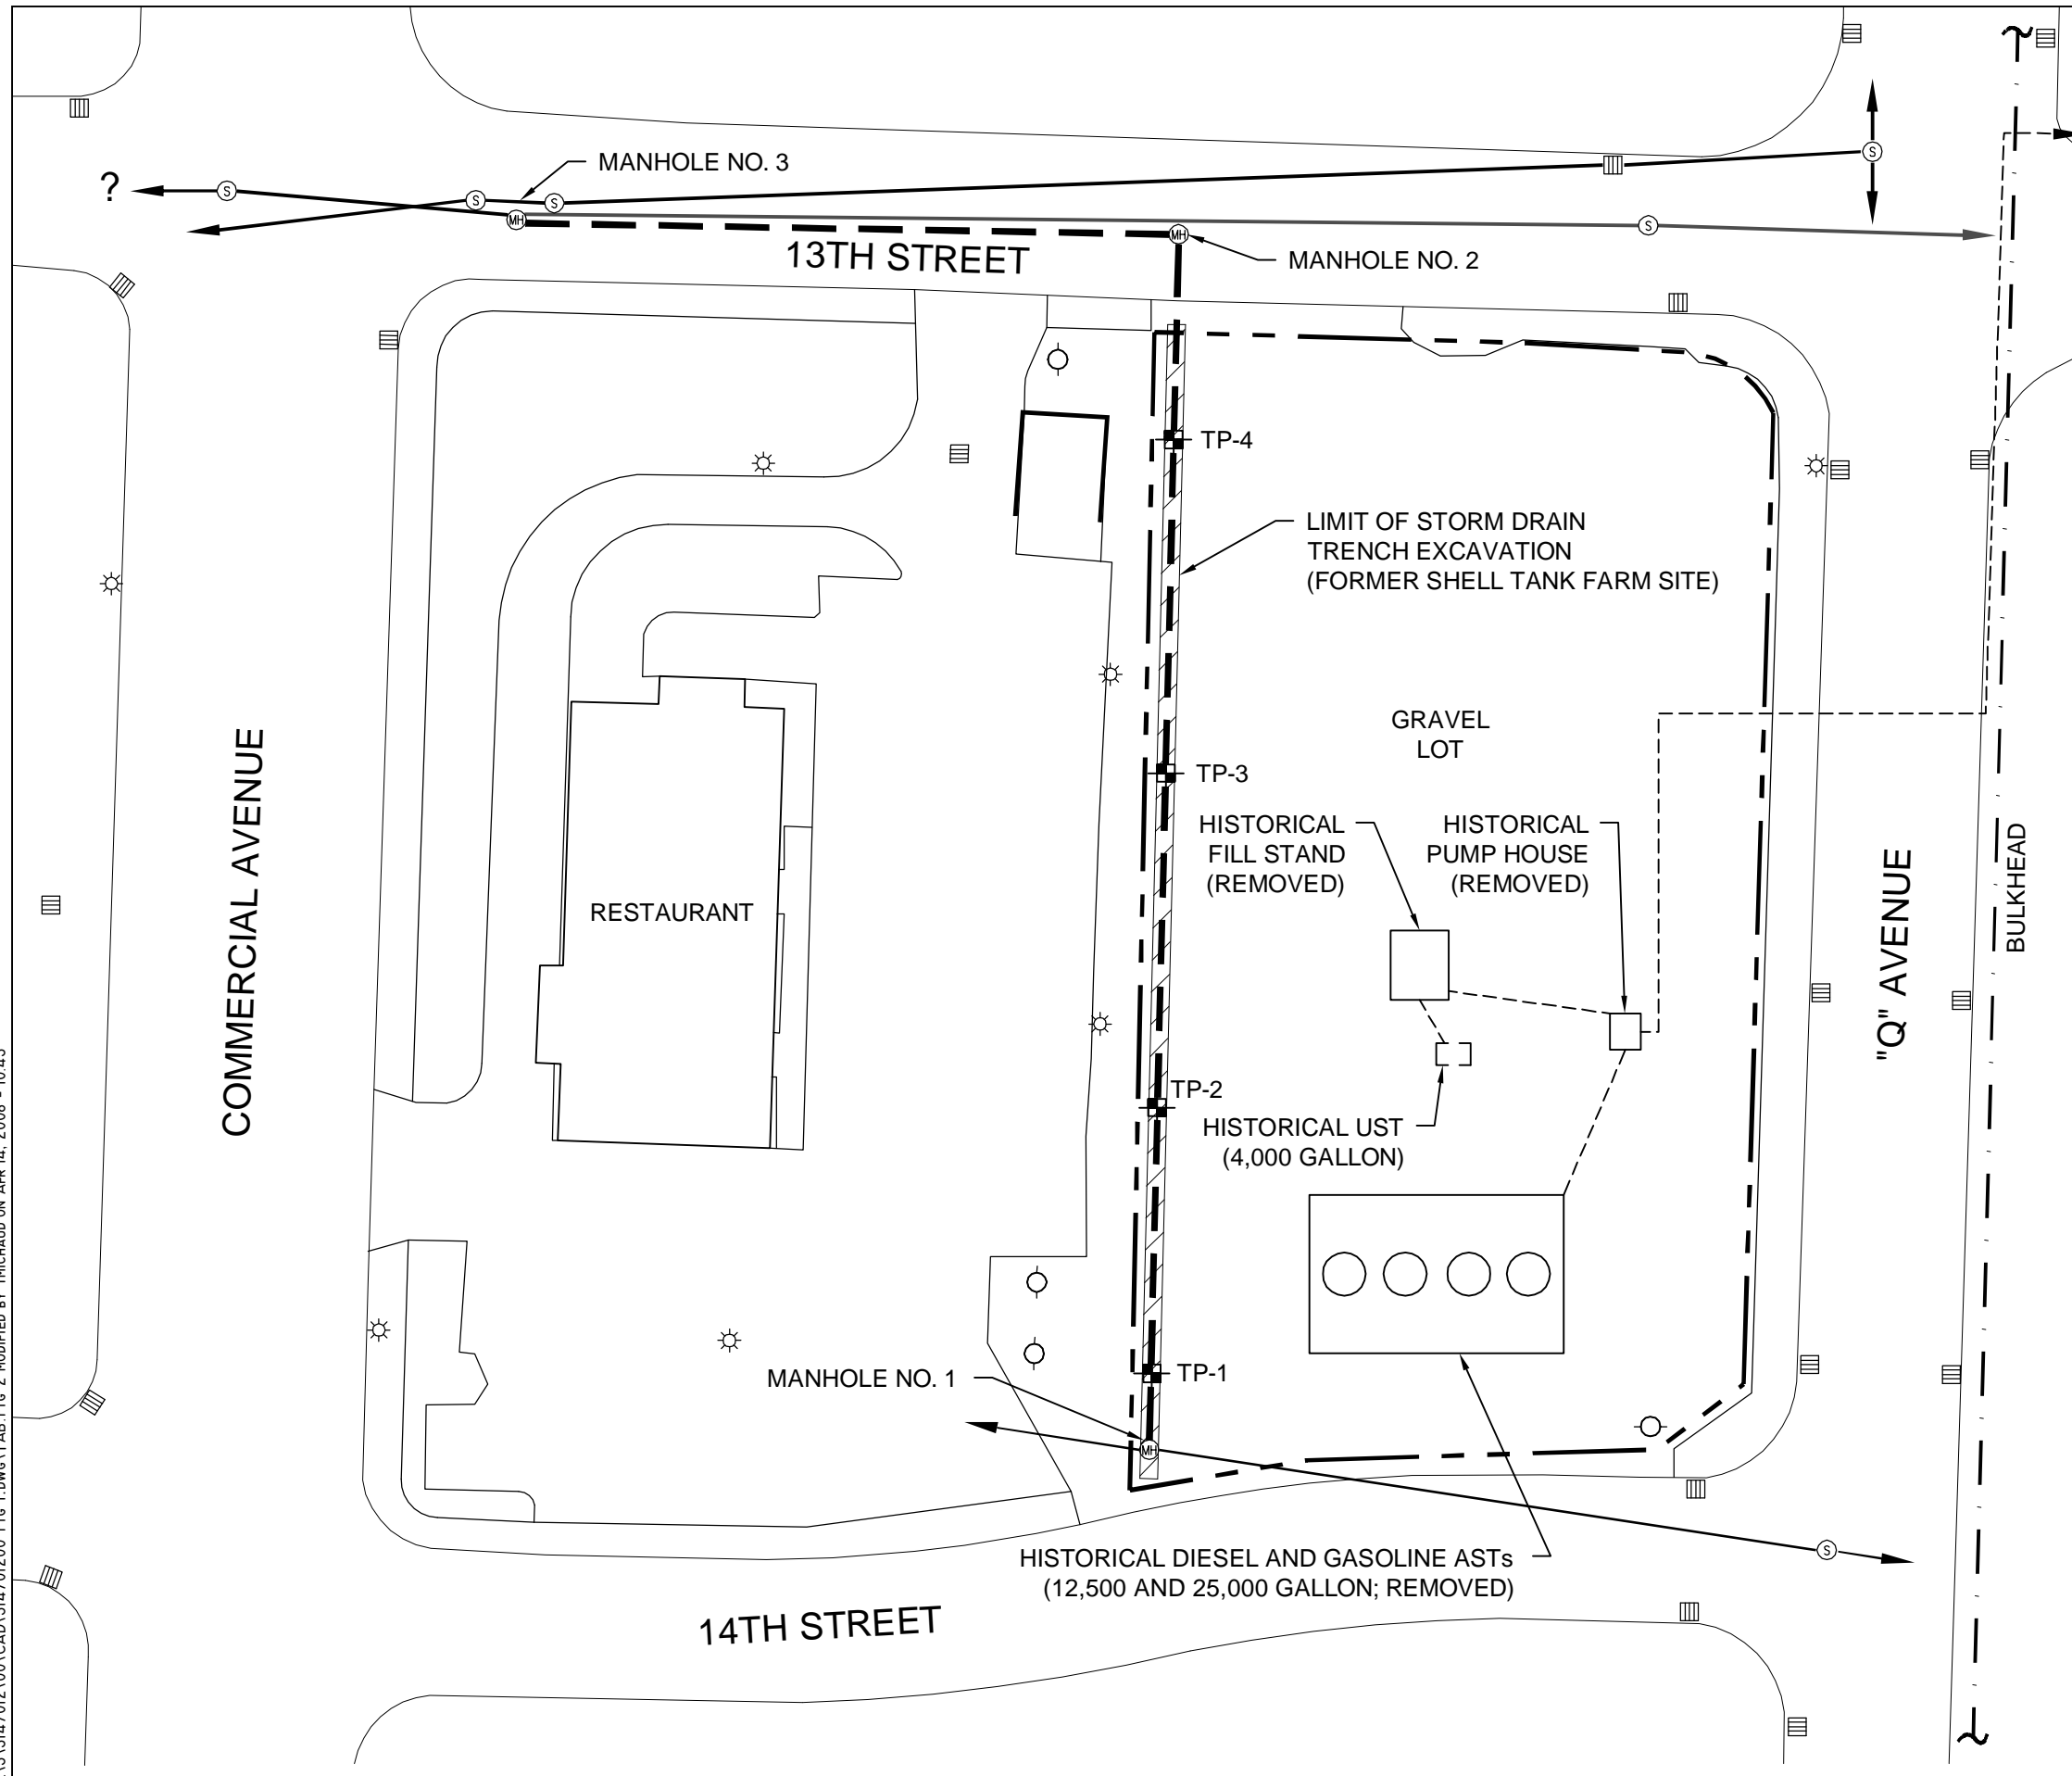 MANHOLE NO. 3
?
S
S
S
S
MH
S
MH
13TH STREET
MANHOLE NO. 2
TP-4
LIMIT OF STORM DRAIN
TRENCH EXCAVATION
(FORMER SHELL TANK FARM SITE)
GRAVEL
LOT
TP-3
HISTORICAL
FILL STAND
(REMOVED)
HISTORICAL
PUMP HOUSE
(REMOVED)
COMMERCIAL AVENUE
RESTAURANT
"Q" AVENUE
BULKHEAD
TP-2
HISTORICAL UST
(4,000 GALLON)
MANHOLE NO. 1
TP-1
MH
S
HISTORICAL DIESEL AND GASOLINE ASTs
(12,500 AND 25,000 GALLON; REMOVED)
14TH STREET